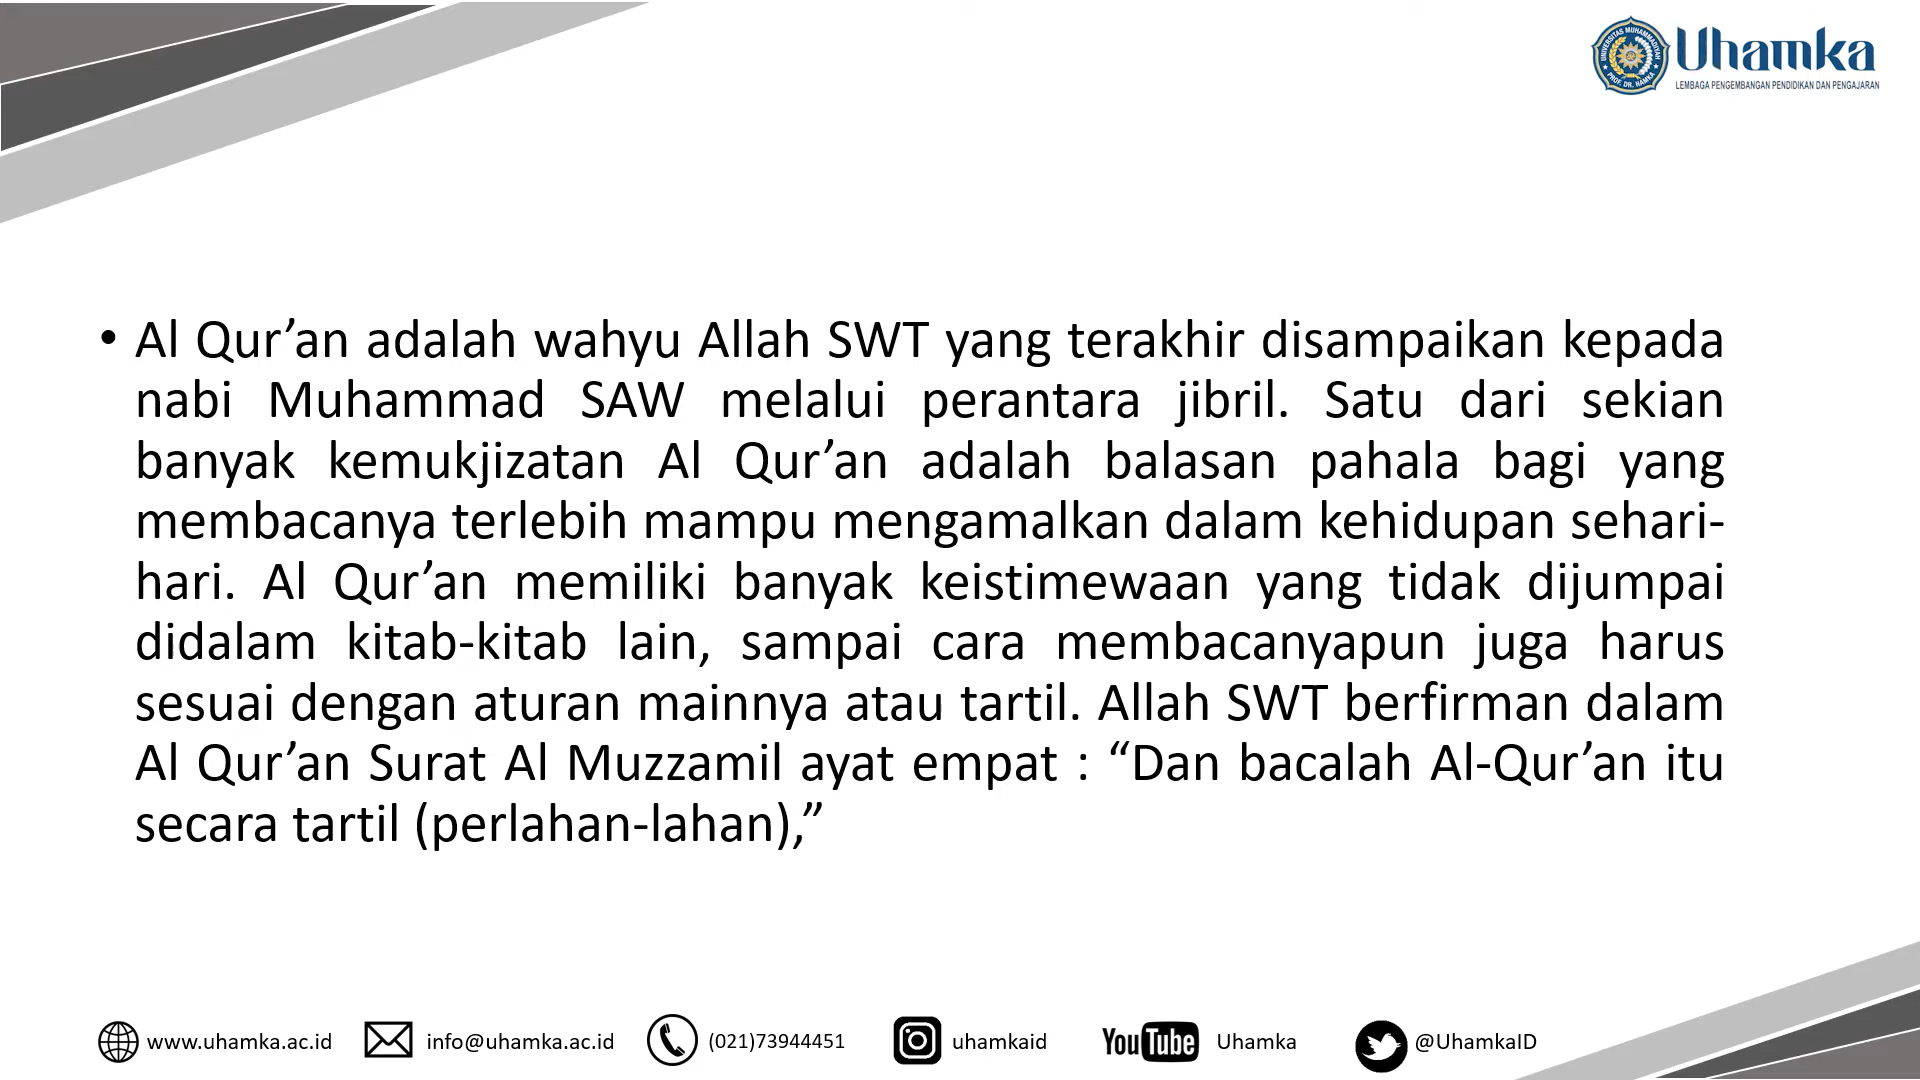 UNIVERSITAS MUHAMMADIYAH
PROF. DR. HAMKA
Uhamka
LEMBAGA PENGEMBANGAN PENDIDIKAN DAN PENGAJARAN
• Al Qur’an adalah wahyu Allah SWT yang terakhir disampaikan kepada
nabi Muhammad SAW melalui perantara jibril. Satu dari sekian
banyak kemukjizatan Al Qur’an adalah balasan pahala bagi yang
membacanya terlebih mampu mengamalkan dalam kehidupan sehari-
hari. Al Qur’an memiliki banyak keistimewaan yang tidak dijumpai
didalam kitab-kitab lain, sampai cara membacanyapun juga harus
sesuai dengan aturan mainnya atau tartil. Allah SWT berfirman dalam
Al Qur’an Surat Al Muzzamil ayat empat : “Dan bacalah Al-Qur’an itu
secara tartil (perlahan-lahan),”
www.uhamka.ac.id info@uhamka.ac.id (021)73944451 uhamkaid YouTube Uhamka @UhamkaID